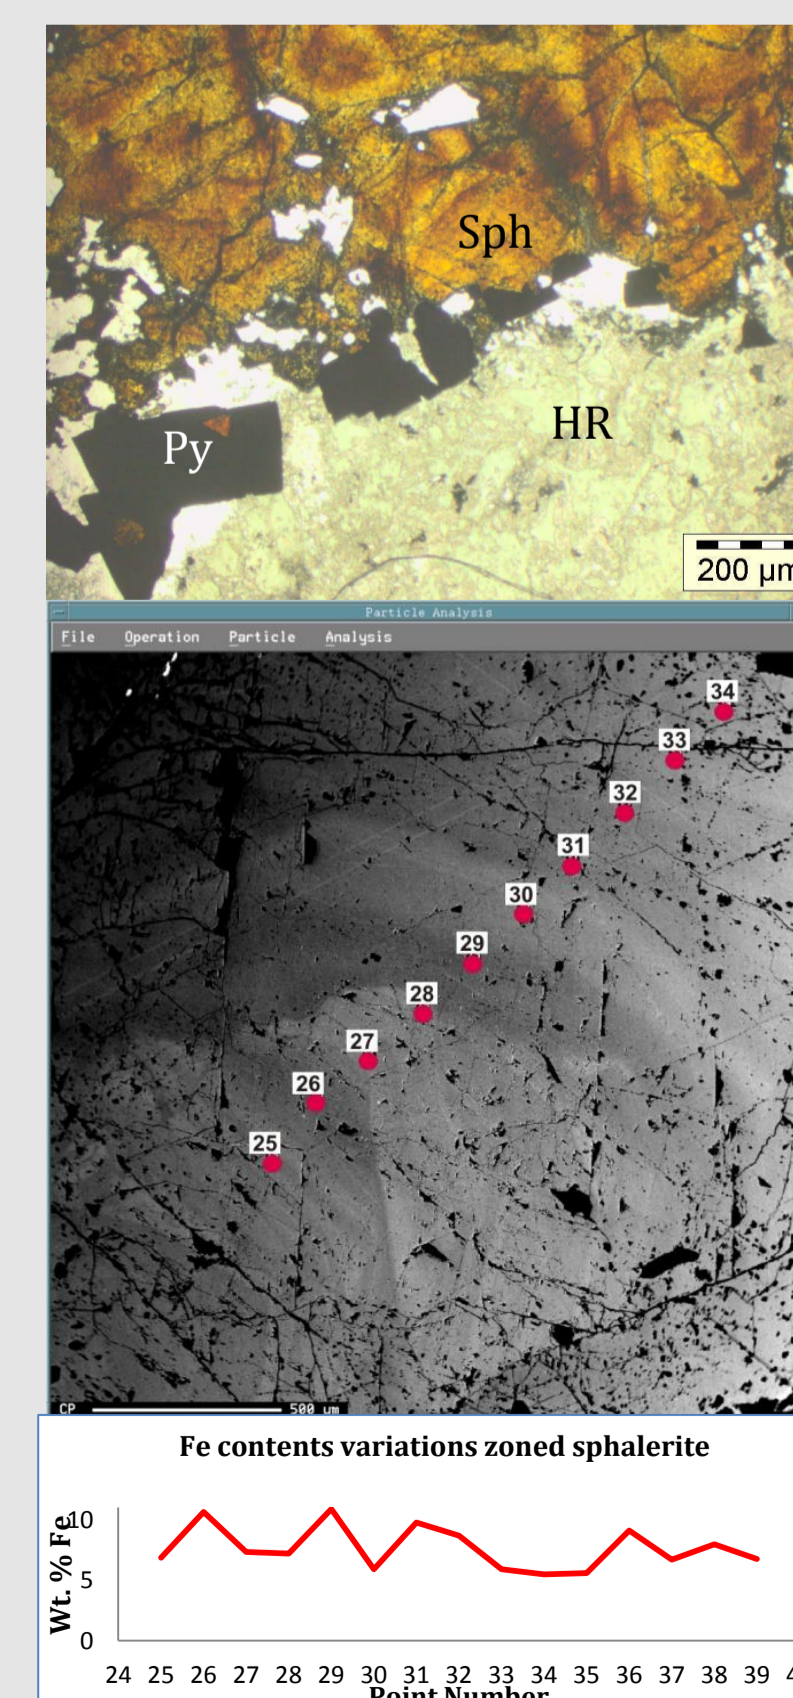 Sph
HR
Py
200 µm
Particle Analysis
File Operation Particle Analysis
34
33
32
31
30
29
28
27
26
25
CP 500 um
Fe contents variations zoned sphalerite
Wt. % Fe
10
5
0
24 25 26 27 28 29 30 31 32 33 34 35 36 37 38 39
Point Number